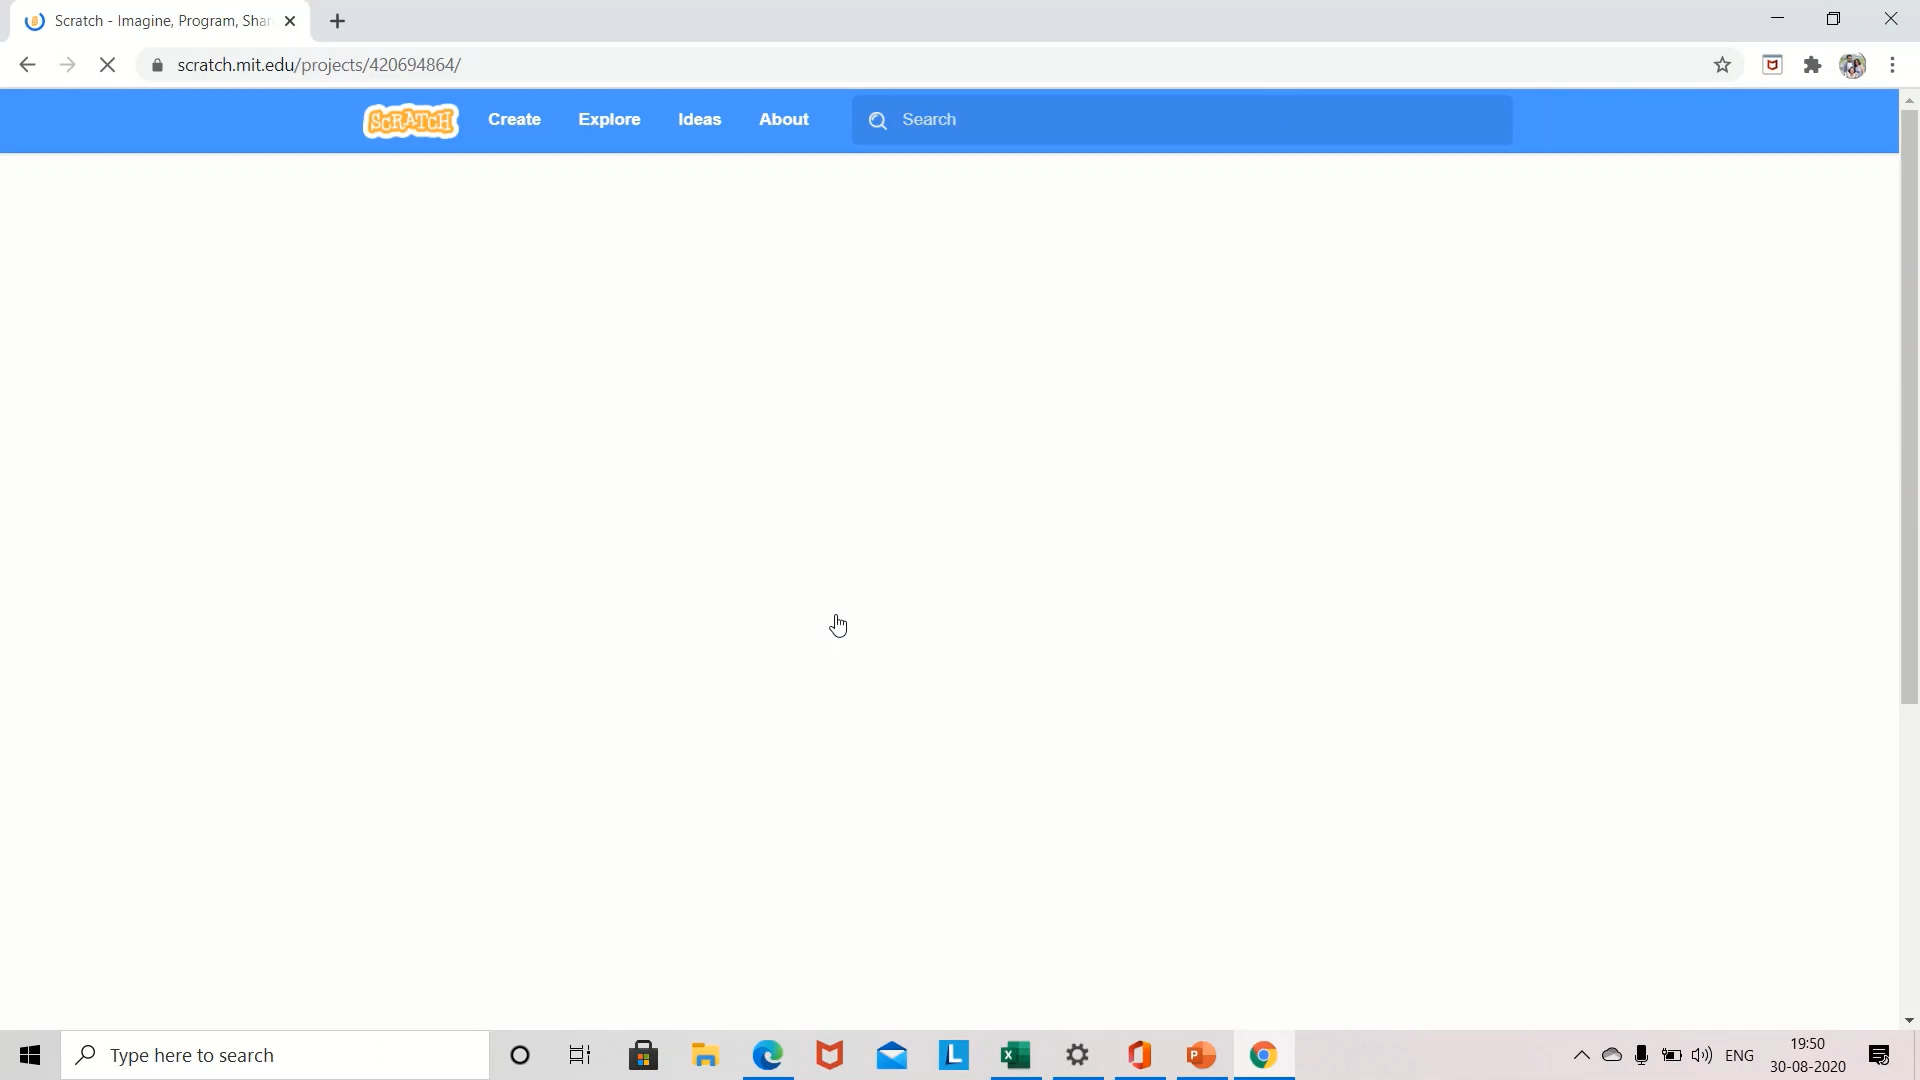 Scratch - Imagine, Program, Shar
scratch.mit.edu/projects/420694864/
SCRATCH Create Explore Ideas About Search
Type here to search
L
ENG
19:50
30-08-2020